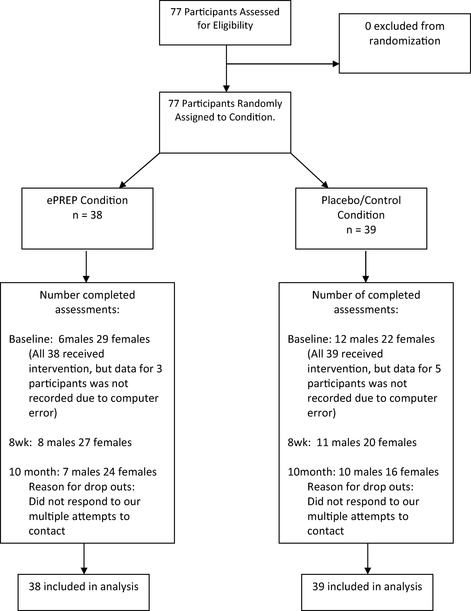 77 Participants Assessed
for Eligibility
0 excluded from
randomization
77 Participants Randomly
Assigned to Condition.
ePREP Condition
n = 38
Placebo/Control
Condition
n = 39
Number completed
assessments:
Baseline: 6males 29 females
(All 38 received
intervention, but data for 3
participants was not
recorded due to computer
error)
8wk: 8 males 27 females
10 month: 7 males 24 females
Reason for drop outs:
Did not respond to our
multiple attempts to
contact
Number of completed
assessments:
Baseline: 12 males 22 females
(All 39 received
intervention, but data for 5
participants was not
recorded due to computer
error)
8wk: 11 males 20 females
10month: 10 males 16 females
Reason for drop outs:
Did not respond to our
multiple attempts to
contact
38 included in analysis
39 included in analysis